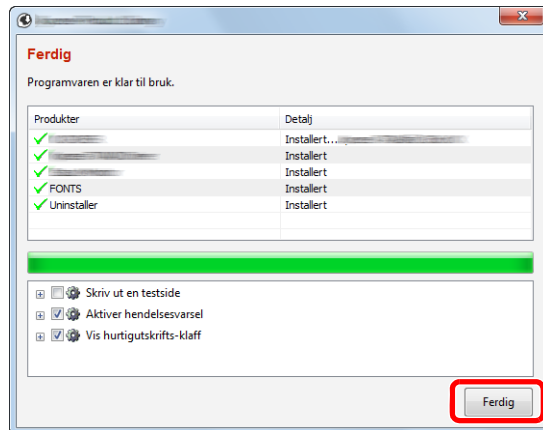 Ferdig
Programvaren er klar til bruk.
Produkter Detalj
Installert...
Installert
Installert
FONTS Installert
Uninstaller Installert
Skriv ut en testside
Aktiver hendelsesvarsel
Vis hurtigutskrifts-klaff
Ferdig